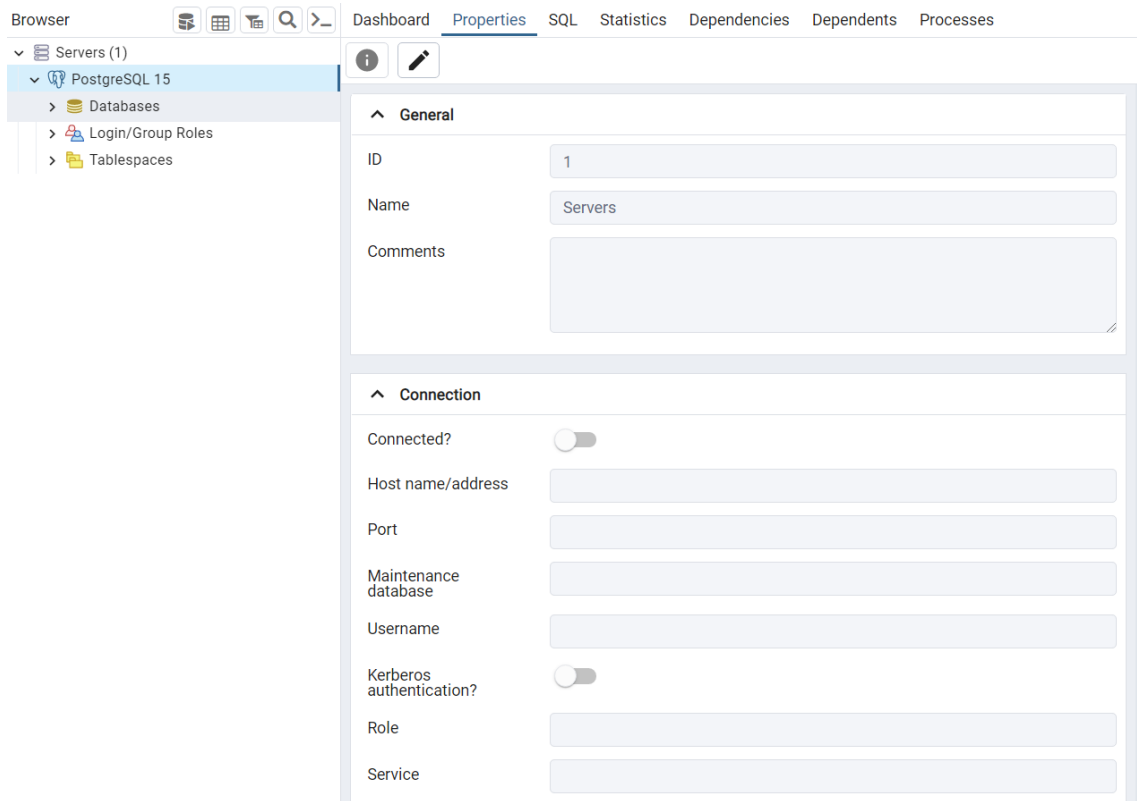 Browser
Dashboard Properties SQL Statistics Dependencies Dependents Processes
Servers (1)
PostgreSQL 15
Databases
Login/Group Roles
Tablespaces
General
ID 1
Name Servers
Comments
Connection
Connected?
Host name/address
Port
Maintenance
database
Username
Kerberos
authentication?
Role
Service